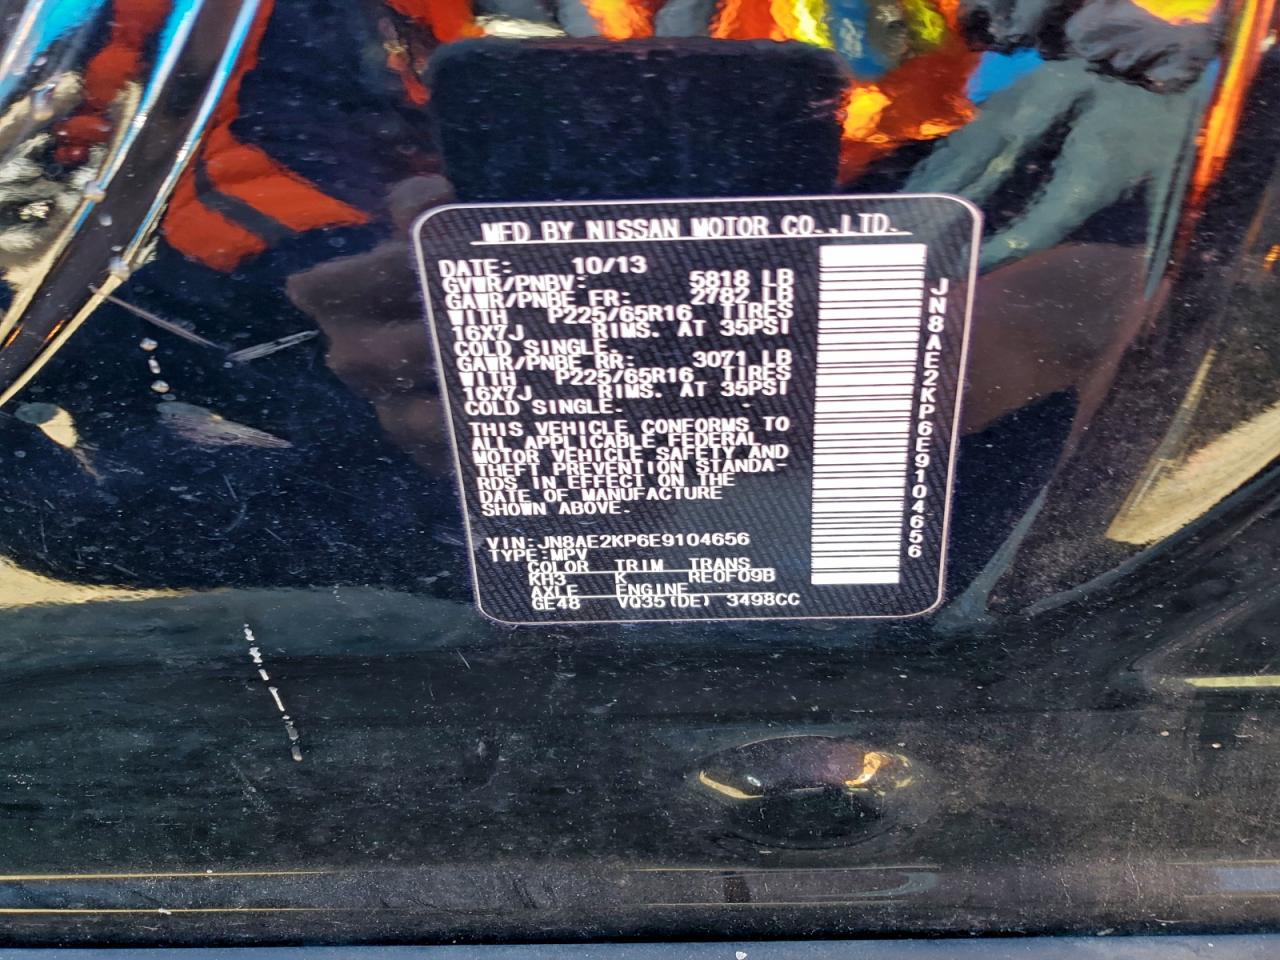 MFD BY NISSAN MOTOR CO.,LTD.
DATE: 10/13
GVWR/PNBV: 5818 LB
GAWR/PNBE FR: 2782 LB
WITH P225/65R16 TIRES
16X7J RIMS. AT 35PSI
COLD SINGLE.
GAWR/PNBE RR: 3071 LB
WITH P225/65R16 TIRES
16X7J RIMS. AT 35PSI
COLD SINGLE.
THIS VEHICLE CONFORMS TO
ALL APPLICABLE FEDERAL
MOTOR VEHICLE SAFETY AND
THEFT PREVENTION STANDA-
RDS IN EFFECT ON THE
DATE OF MANUFACTURE
SHOWN ABOVE.
VIN:JN8AE2KP6E9104656
TYPE:MPV
COLOR TRIM TRANS
KH3 K RE0F09B
AXLE ENGINE
GE48 VQ35(DE) 3498CC
JN8AE2KP6E9104656